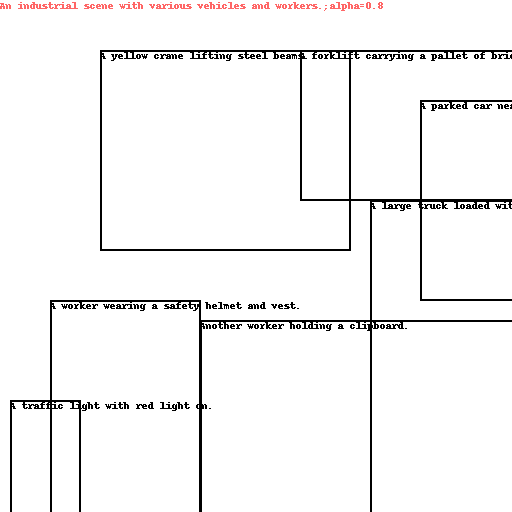 An industrial scene with various vehicles and workers.;alpha=0.8
A yellow crane lifting steel beams
A forklift carrying a pallet of bric
A parked car nea
A large truck loaded wit
A worker wearing a safety helmet and vest.
Another worker holding a clipboard.
A traffic light with red light on.